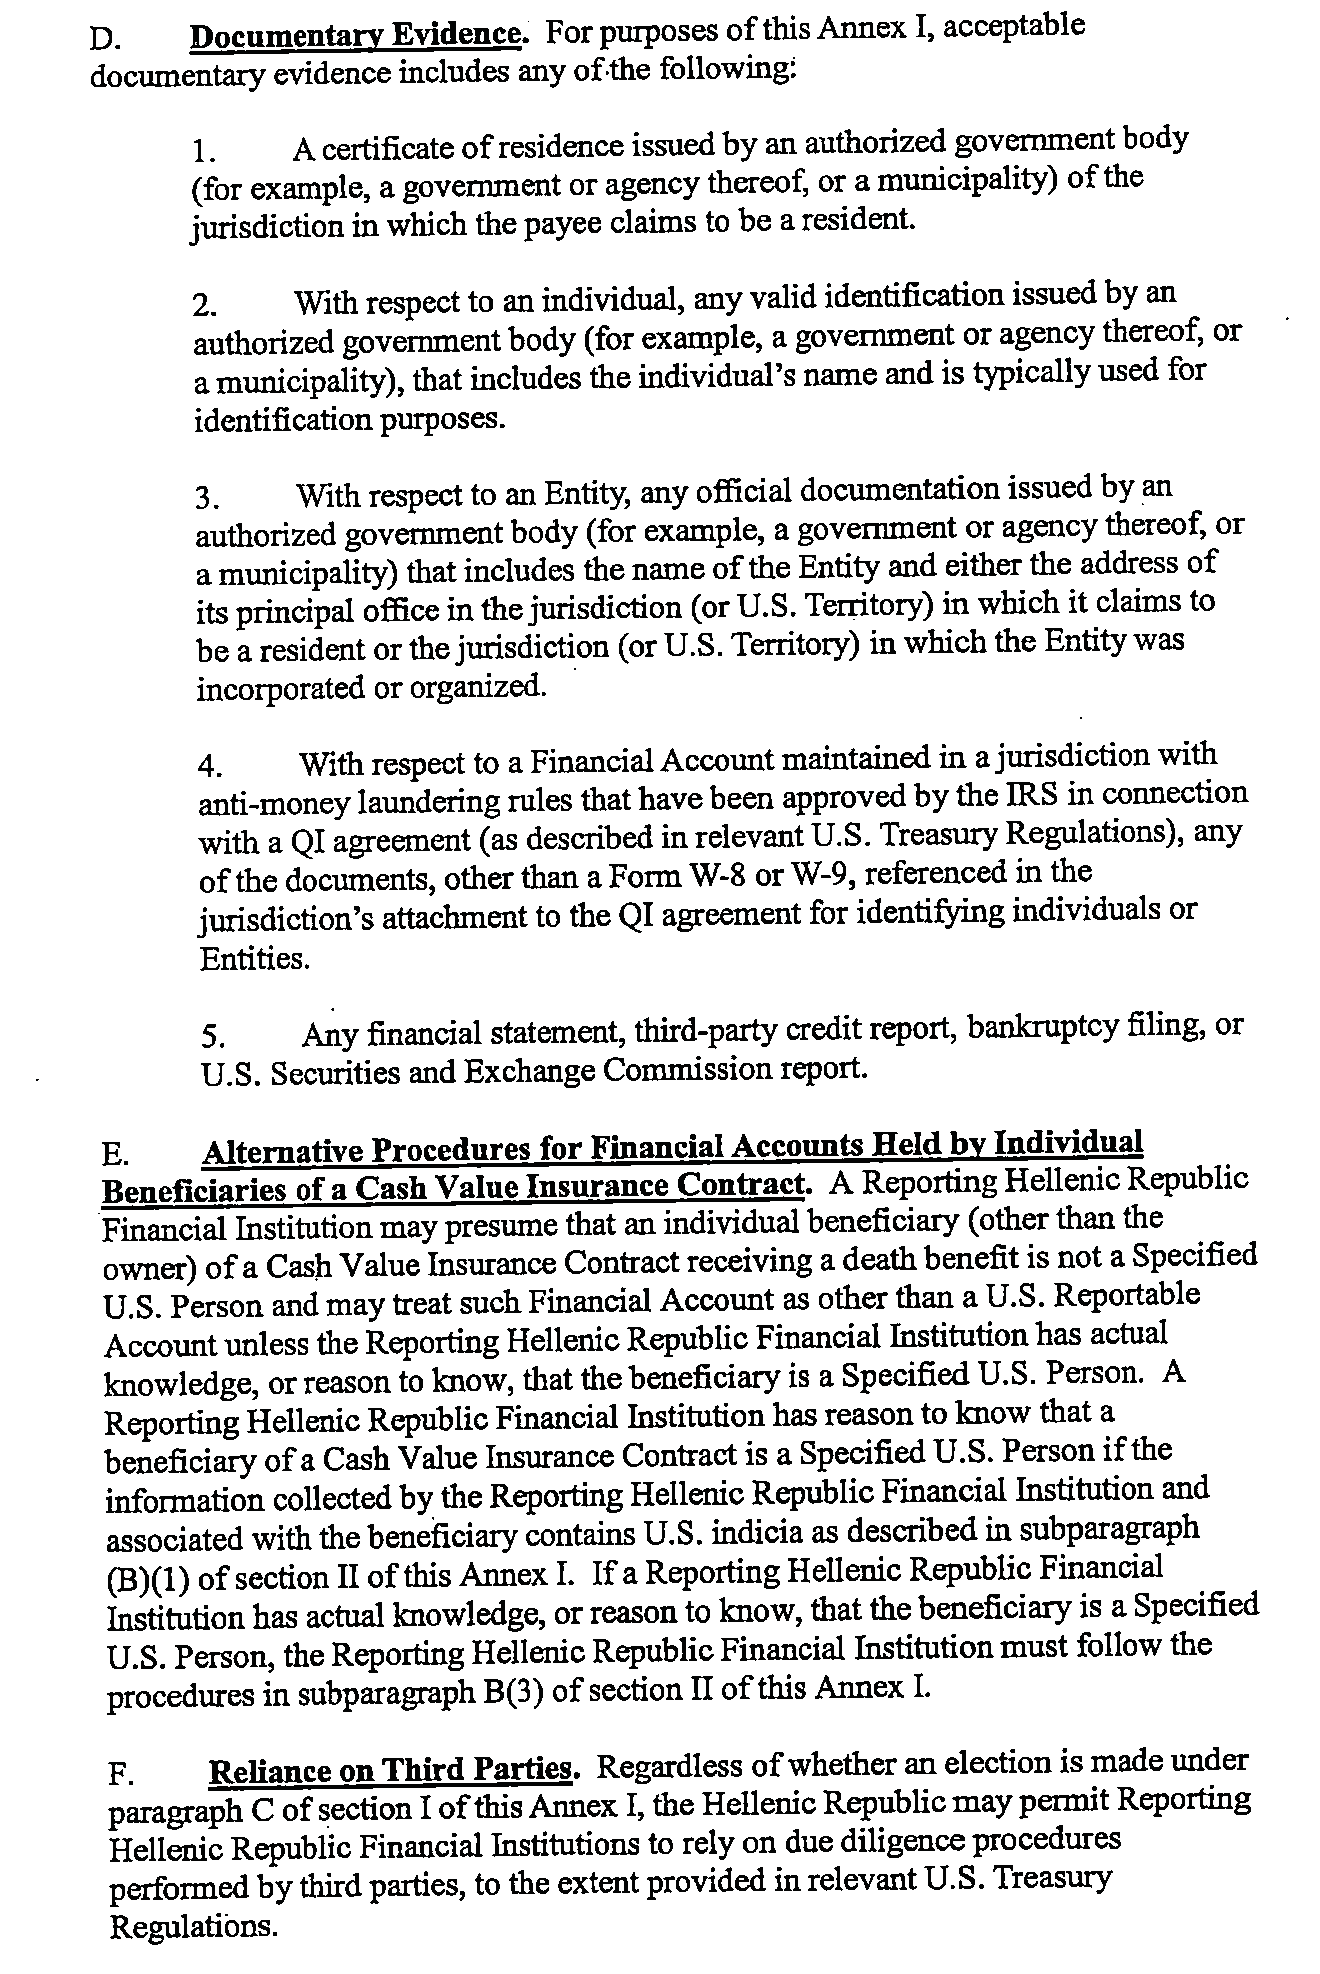 D. Documentary Evidence. For purposes of this Annex I, acceptable
documentary evidence includes any of the following:
1. A certificate of residence issued by an authorized government body
(for example, a government or agency thereof, or a municipality) of the
jurisdiction in which the payee claims to be a resident.
2. With respect to an individual, any valid identification issued by an
authorized government body (for example, a government or agency thereof, or
a municipality), that includes the individual's name and is typically used for
identification purposes.
3. With respect to an Entity, any official documentation issued by an
authorized government body (for example, a government or agency thereof, or
a municipality) that includes the name of the Entity and either the address of
its principal office in the jurisdiction (or U.S. Territory) in which it claims to
be a resident or the jurisdiction (or U.S. Territory) in which the Entity was
incorporated or organized.
4. With respect to a Financial Account maintained in a jurisdiction with
anti-money laundering rules that have been approved by the IRS in connection
with a QI agreement (as described in relevant U.S. Treasury Regulations), any
of the documents, other than a Form W-8 or W-9, referenced in the
jurisdiction's attachment to the QI agreement for identifying individuals or
Entities.
5. Any financial statement, third-party credit report, bankruptcy filing, or
U.S. Securities and Exchange Commission report.
E. Alternative Procedures for Financial Accounts Held by Individual
Beneficiaries of a Cash Value Insurance Contract. A Reporting Hellenic Republic
Financial Institution may presume that an individual beneficiary (other than the
owner) of a Cash Value Insurance Contract receiving a death benefit is not a Specified
U.S. Person and may treat such Financial Account as other than a U.S. Reportable
Account unless the Reporting Hellenic Republic Financial Institution has actual
knowledge, or reason to know, that the beneficiary is a Specified U.S. Person. A
Reporting Hellenic Republic Financial Institution has reason to know that a
beneficiary of a Cash Value Insurance Contract is a Specified U.S. Person if the
information collected by the Reporting Hellenic Republic Financial Institution and
associated with the beneficiary contains U.S. indicia as described in subparagraph
(B)(1) of section II of this Annex I. If a Reporting Hellenic Republic Financial
Institution has actual knowledge, or reason to know, that the beneficiary is a Specified
U.S. Person, the Reporting Hellenic Republic Financial Institution must follow the
procedures in subparagraph B(3) of section II of this Annex I.
F. Reliance on Third Parties. Regardless of whether an election is made under
paragraph C of section I of this Annex I, the Hellenic Republic may permit Reporting
Hellenic Republic Financial Institutions to rely on due diligence procedures
performed by third parties, to the extent provided in relevant U.S. Treasury
Regulations.